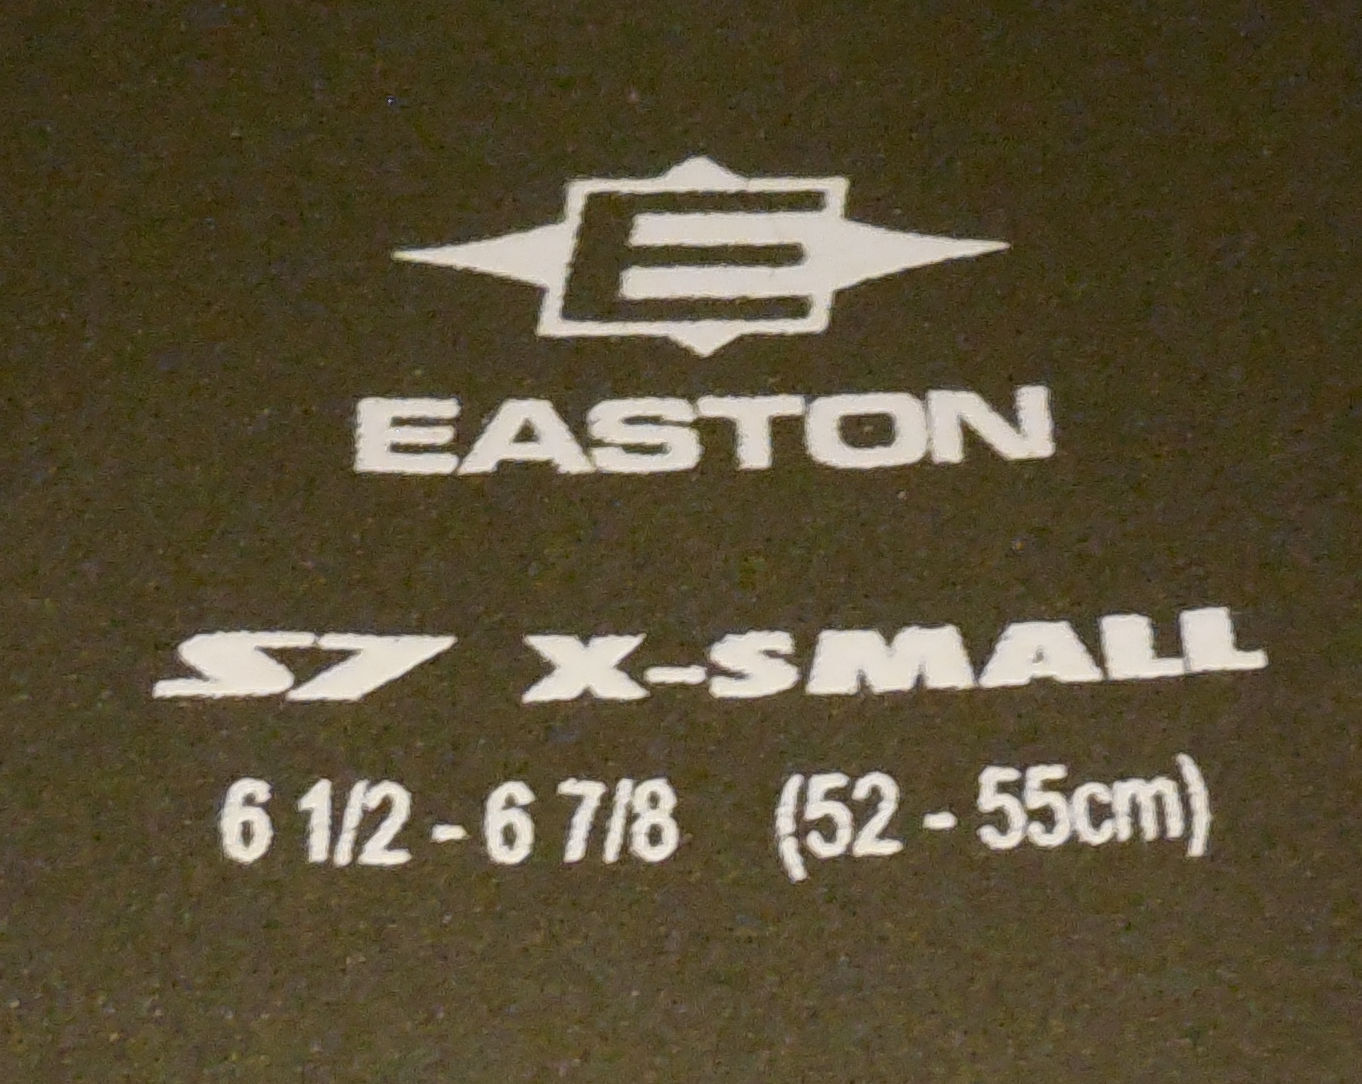 E
EASTON
S7 X-SMALL
6 1/2 - 6 7/8 (52 - 55cm)